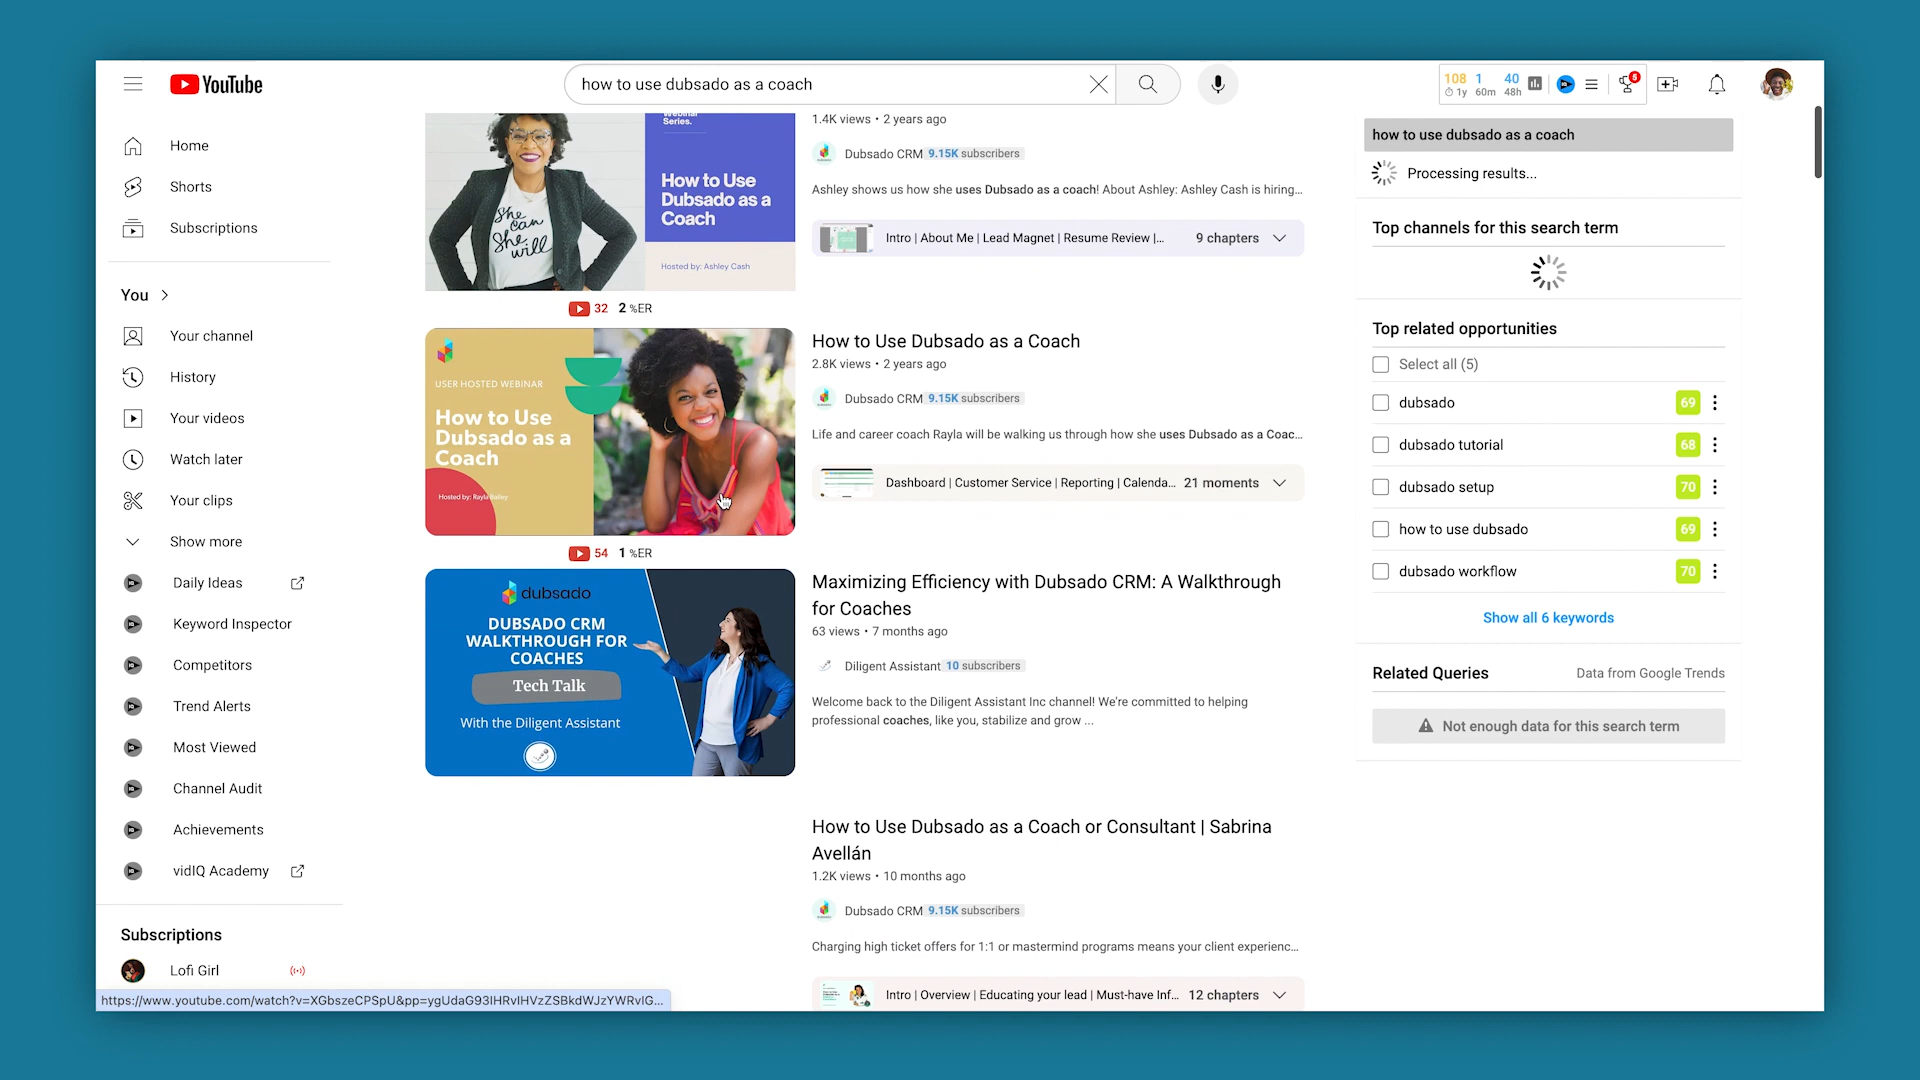 YouTube
how to use dubsado as a coach
108 1 40
1y 60m 48h
6
Home
Shorts
Subscriptions
You
Your channel
History
Your videos
Watch later
Your clips
Show more
Daily Ideas
Keyword Inspector
Competitors
Trend Alerts
Most Viewed
Channel Audit
Achievements
vidIQ Academy
Subscriptions
Lofi Girl
https://www.youtube.com/watch?v=XGbszeCPSpU&pp=ygUdaG93IHRvIHVzZSBkdWJzYWRvIG...
She
can
She
will
Series.
How to Use
Dubsado as a
Coach
Hosted by: Ashley Cash
32 2 %ER
1.4K views • 2 years ago
Dubsado CRM 9.15K subscribers
Ashley shows us how she uses Dubsado as a coach! About Ashley: Ashley Cash is hiring...
Intro | About Me | Lead Magnet | Resume Review |... 9 chapters
USER HOSTED WEBINAR
How to Use
Dubsado as a
Coach
Hosted by: Rayla Bailey
54 1 %ER
How to Use Dubsado as a Coach
2.8K views • 2 years ago
Dubsado CRM 9.15K subscribers
Life and career coach Rayla will be walking us through how she uses Dubsado as a Coac...
Dashboard | Customer Service | Reporting | Calenda... 21 moments
dubsado
DUBSADO CRM
WALKTHROUGH FOR
COACHES
Tech Talk
With the Diligent Assistant
Maximizing Efficiency with Dubsado CRM: A Walkthrough
for Coaches
63 views • 7 months ago
Diligent Assistant 10 subscribers
Welcome back to the Diligent Assistant Inc channel! We're committed to helping
professional coaches, like you, stabilize and grow ...
How to Use Dubsado as a Coach or Consultant | Sabrina
Avellán
1.2K views • 10 months ago
Dubsado CRM 9.15K subscribers
Charging high ticket offers for 1:1 or mastermind programs means your client experienc...
Intro | Overview | Educating your lead | Must-have Inf... 12 chapters
how to use dubsado as a coach
Processing results...
Top channels for this search term
Top related opportunities
Select all (5)
dubsado 69
dubsado tutorial 68
dubsado setup 70
how to use dubsado 69
dubsado workflow 70
Show all 6 keywords
Related Queries Data from Google Trends
Not enough data for this search term